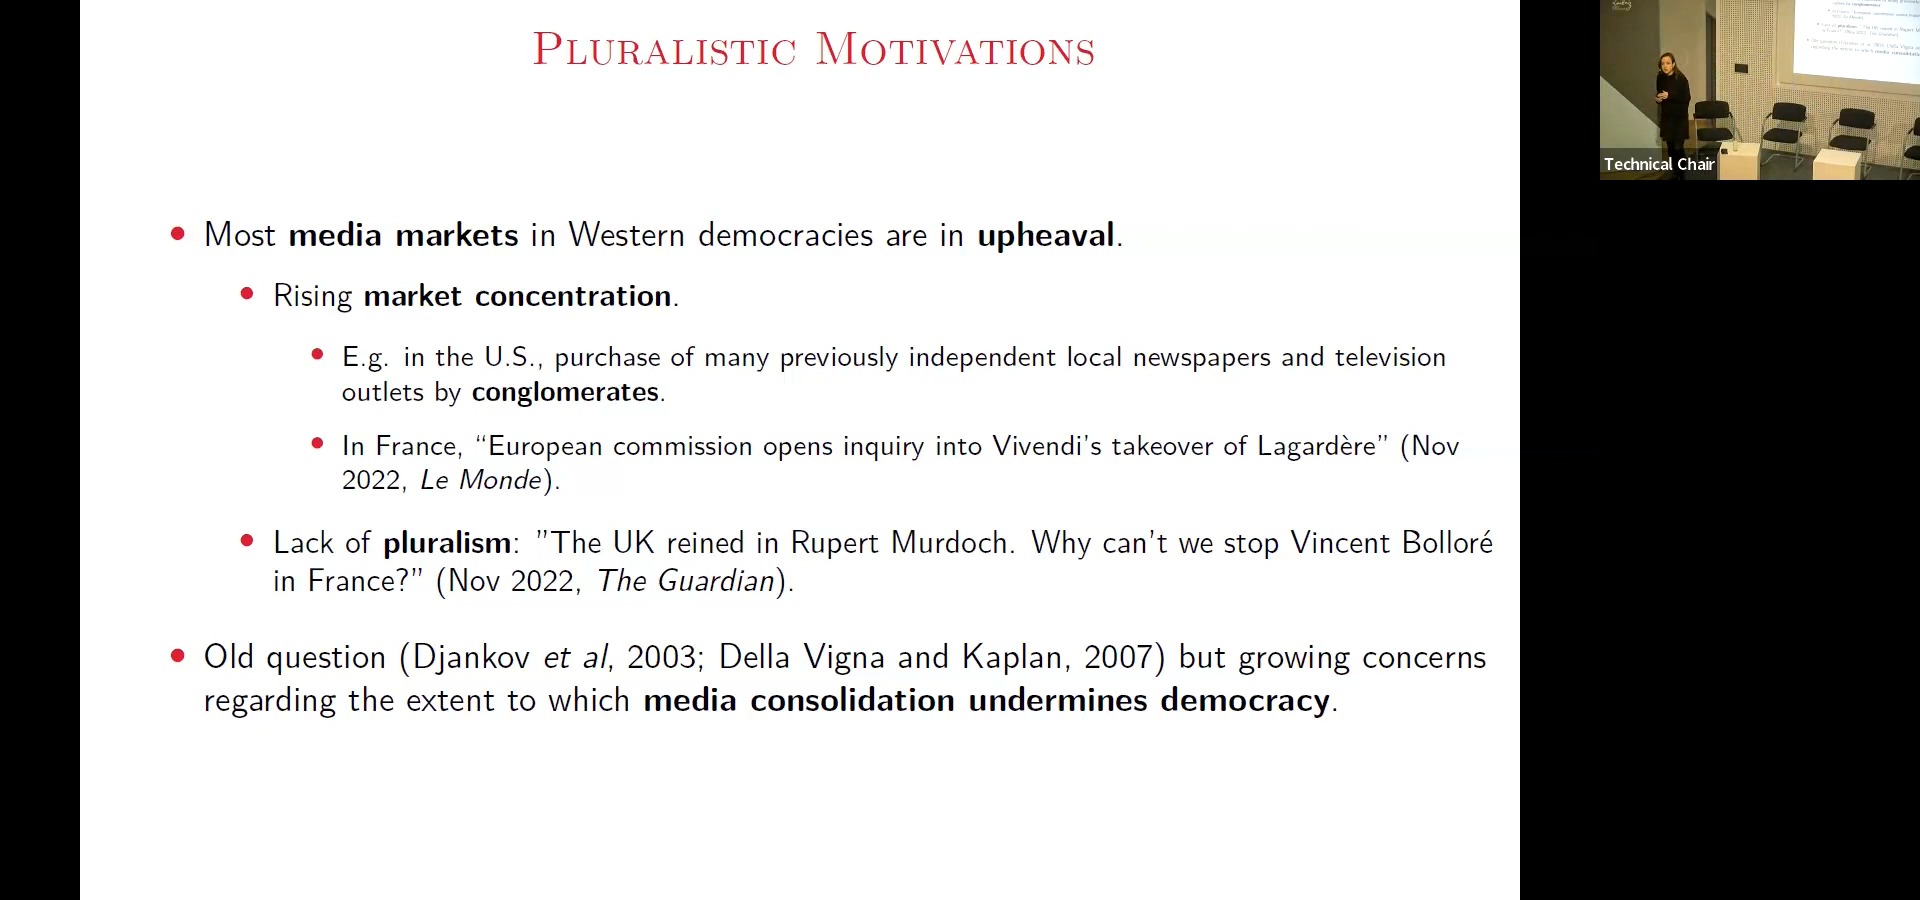 Pluralistic Motivations
• Most media markets in Western democracies are in upheaval.
• Rising market concentration.
• E.g. in the U.S., purchase of many previously independent local newspapers and television
outlets by conglomerates.
• In France, “European commission opens inquiry into Vivendi’s takeover of Lagardère” (Nov
2022, Le Monde).
• Lack of pluralism: ”The UK reined in Rupert Murdoch. Why can’t we stop Vincent Bolloré
in France?” (Nov 2022, The Guardian).
• Old question (Djankov et al, 2003; Della Vigna and Kaplan, 2007) but growing concerns
regarding the extent to which media consolidation undermines democracy.
Technical Chair